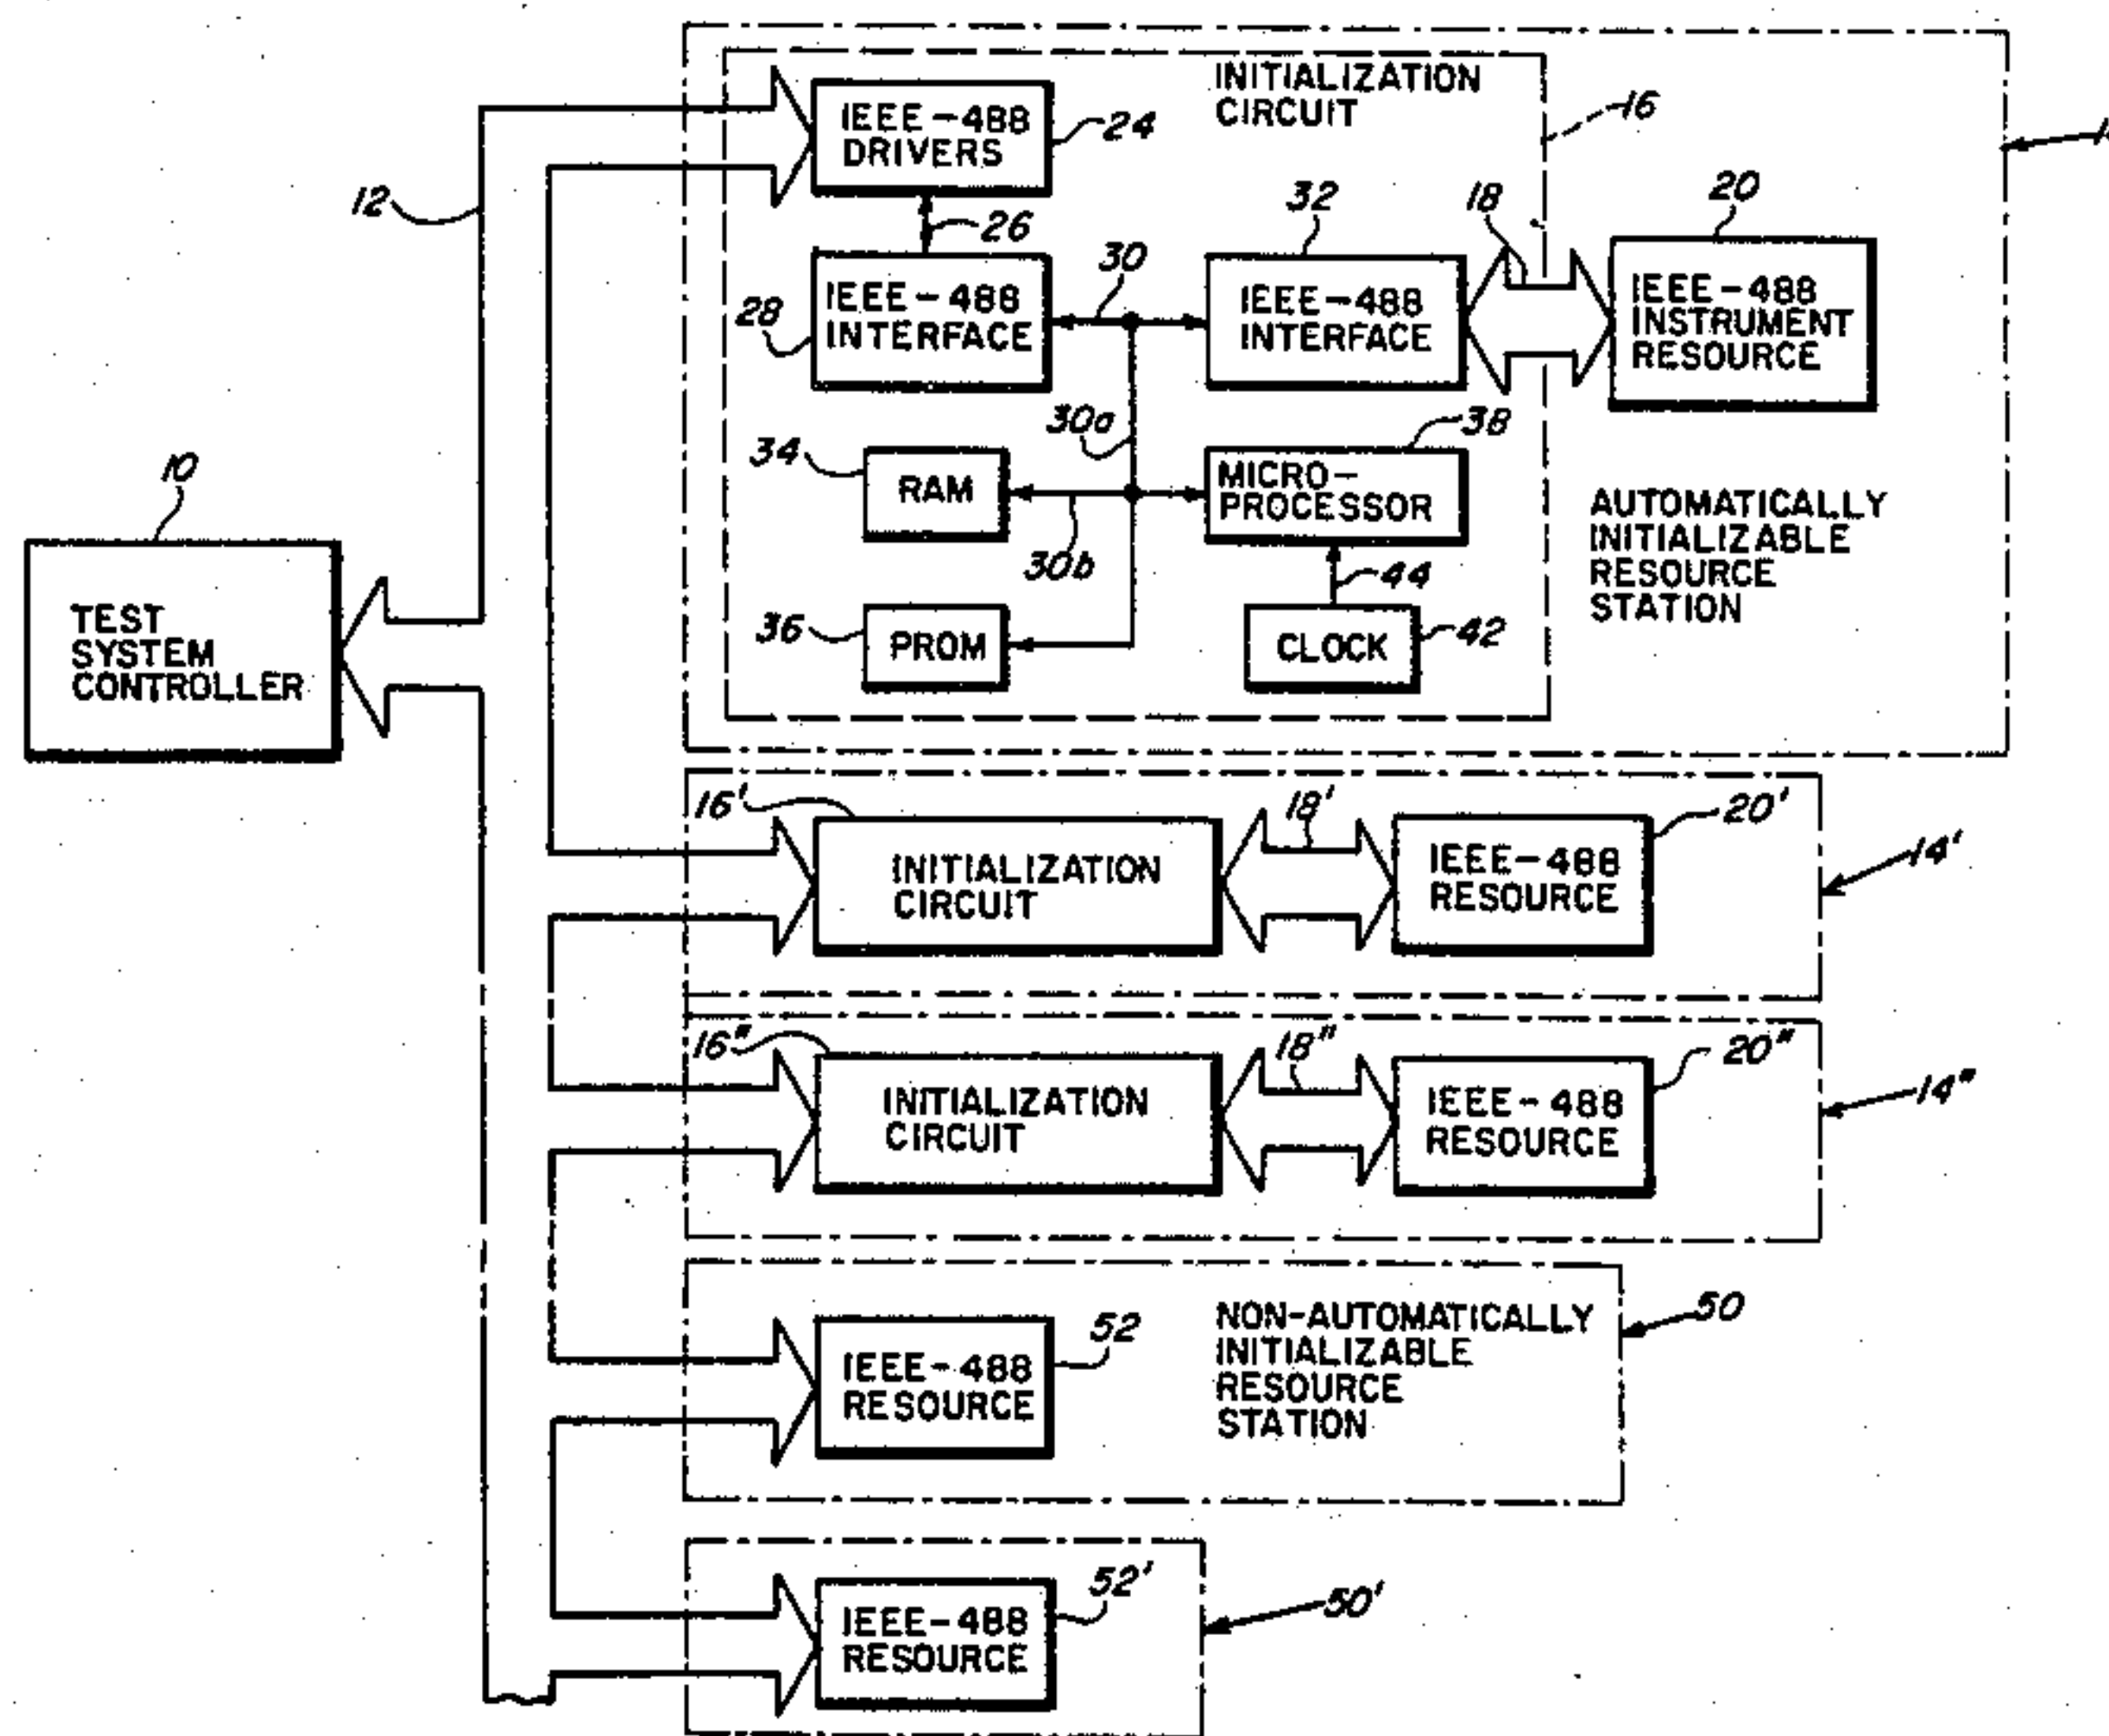 INITIALIZATION
CIRCUIT
16
IEEE-488
DRIVERS
24
12
26
32
18
20
30
28
IEEE-488
INTERFACE
IEEE-488
INTERFACE
IEEE-488
INSTRUMENT
RESOURCE
30a
38
34
RAM
MICRO-
PROCESSOR
30b
44
36
PROM
CLOCK
42
AUTOMATICALLY
INITIALIZABLE
RESOURCE
STATION
10
TEST
SYSTEM
CONTROLLER
16'
18'
20'
INITIALIZATION
CIRCUIT
IEEE-488
RESOURCE
14'
16"
18"
20"
INITIALIZATION
CIRCUIT
IEEE-488
RESOURCE
14"
IEEE-488
RESOURCE
52
NON-AUTOMATICALLY
INITIALIZABLE
RESOURCE
STATION
50
IEEE-488
RESOURCE
52'
50'